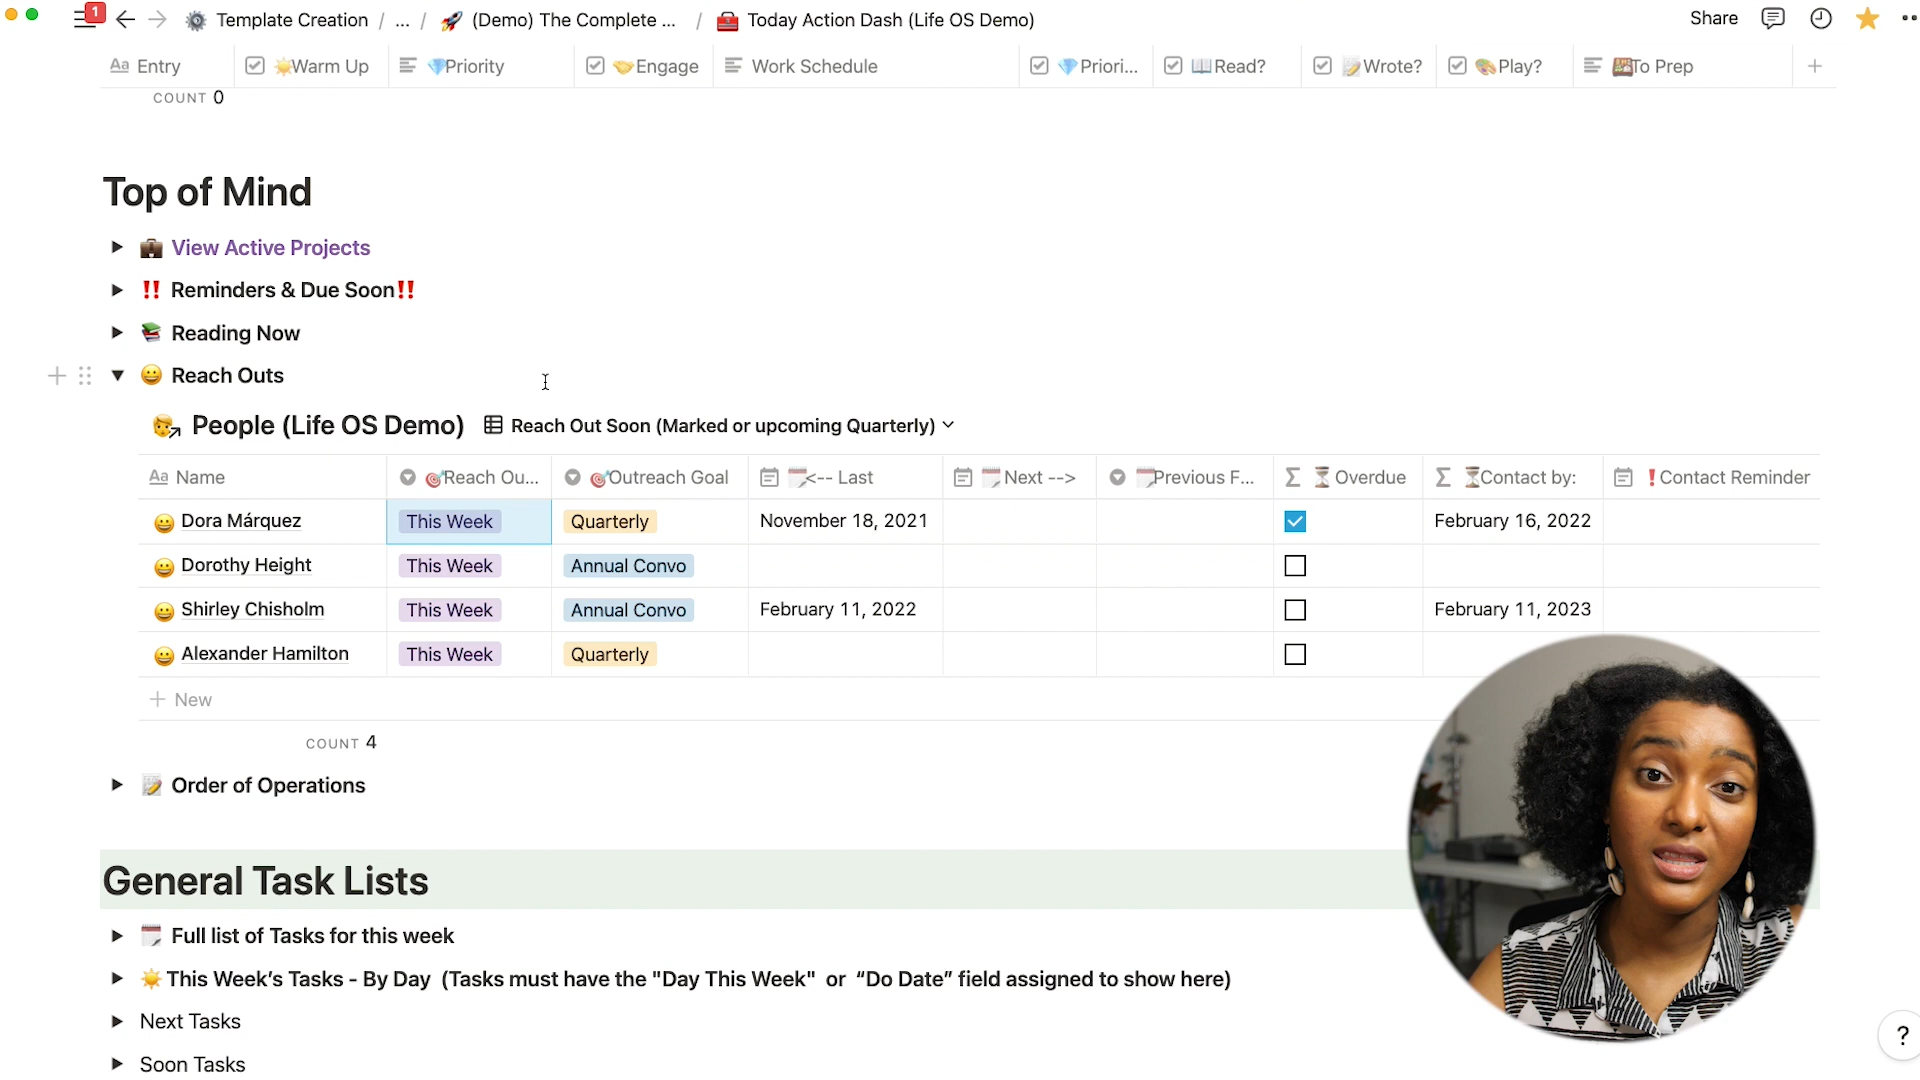 1 Template Creation / ... / (Demo) The Complete ... / Today Action Dash (Life OS Demo) Share
Aa Entry Warm Up Priority Engage Work Schedule Priori... Read? Wrote? Play? To Prep
COUNT 0
Top of Mind
View Active Projects
‼️ Reminders & Due Soon‼️
Reading Now
Reach Outs
People (Life OS Demo) Reach Out Soon (Marked or upcoming Quarterly)
Aa Name Reach Ou... Outreach Goal <-- Last Next --> Previous F... Σ Overdue Σ Contact by: ❗Contact Reminder
Dora Márquez This Week Quarterly November 18, 2021 February 16, 2022
Dorothy Height This Week Annual Convo
Shirley Chisholm This Week Annual Convo February 11, 2022 February 11, 2023
Alexander Hamilton This Week Quarterly
+ New
COUNT 4
Order of Operations
General Task Lists
Full list of Tasks for this week
This Week's Tasks - By Day (Tasks must have the "Day This Week" or “Do Date” field assigned to show here)
Next Tasks
Soon Tasks
?